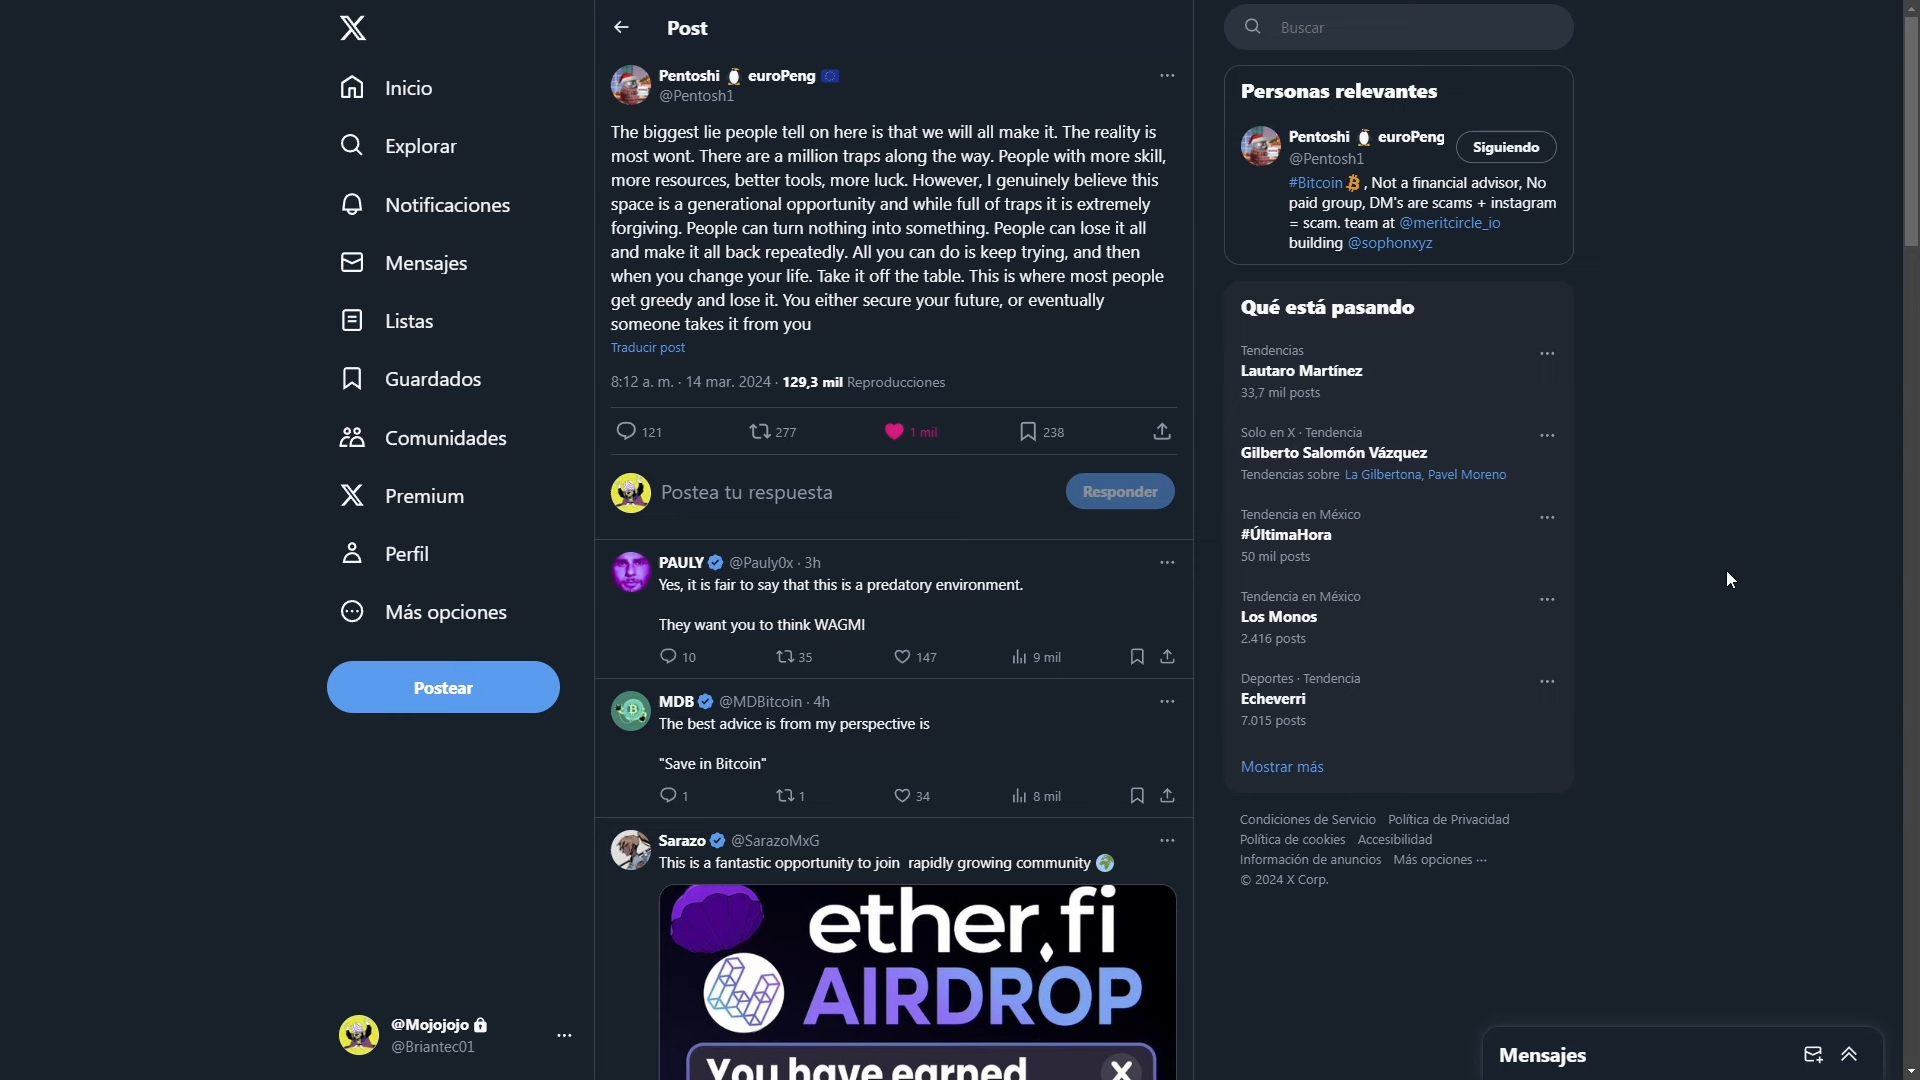 Inicio
Explorar
Notificaciones
Mensajes
Listas
Guardados
Comunidades
Premium
Perfil
Más opciones
Postear
@Mojojojo
@Briantec01
Post
Pentoshi euroPeng
@Pentosh1
The biggest lie people tell on here is that we will all make it. The reality is
most wont. There are a million traps along the way. People with more skill,
more resources, better tools, more luck. However, I genuinely believe this
space is a generational opportunity and while full of traps it is extremely
forgiving. People can turn nothing into something. People can lose it all
and make it all back repeatedly. All you can do is keep trying, and then
when you change your life. Take it off the table. This is where most people
get greedy and lose it. You either secure your future, or eventually
someone takes it from you
Traducir post
8:12 a. m. · 14 mar. 2024 · 129,3 mil Reproducciones
121 277 1 mil 238
Postea tu respuesta
Responder
PAULY @Pauly0x · 3h
Yes, it is fair to say that this is a predatory environment.
They want you to think WAGMI
10 35 147 9 mil
MDB @MDBitcoin · 4h
The best advice is from my perspective is
"Save in Bitcoin"
1 1 34 8 mil
Sarazo @SarazoMxG
This is a fantastic opportunity to join rapidly growing community
ether.fi
AIRDROP
You have earned
Buscar
Personas relevantes
Pentoshi euroPeng
@Pentosh1
Siguiendo
#Bitcoin , Not a financial advisor, No
paid group, DM's are scams + instagram
= scam. team at @meritcircle_io
building @sophonxyz
Qué está pasando
Tendencias
Lautaro Martínez
33,7 mil posts
Solo en X · Tendencia
Gilberto Salomón Vázquez
Tendencias sobre La Gilbertona, Pavel Moreno
Tendencia en México
#ÚltimaHora
50 mil posts
Tendencia en México
Los Monos
2.416 posts
Deportes · Tendencia
Echeverri
7.015 posts
Mostrar más
Condiciones de Servicio Política de Privacidad
Política de cookies Accesibilidad
Información de anuncios Más opciones ···
© 2024 X Corp.
Mensajes